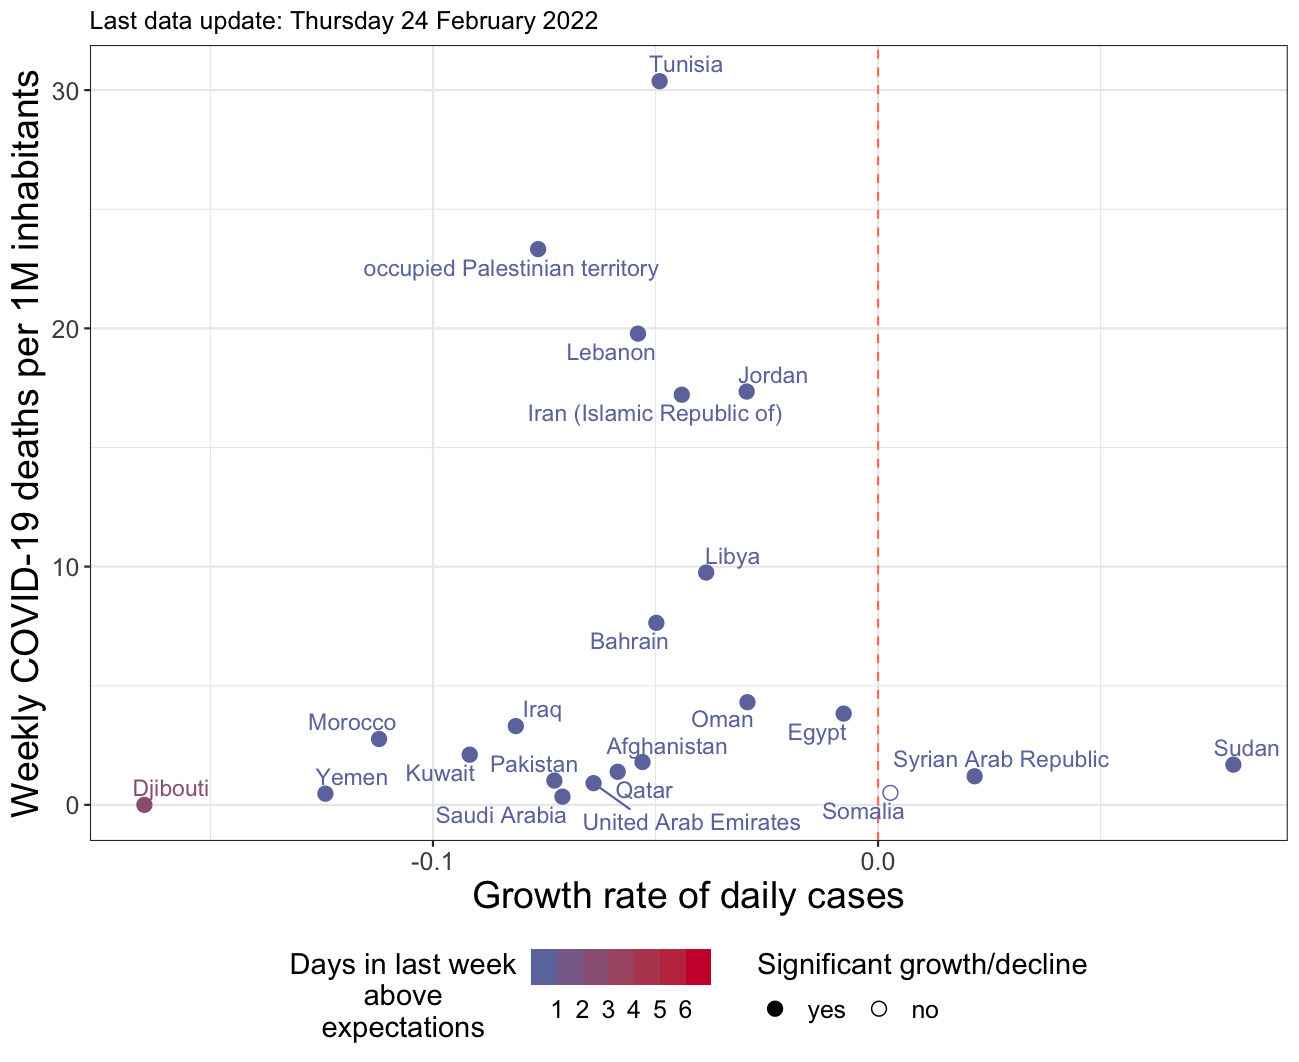 Last data update: Thursday 24 February 2022
Weekly COVID-19 deaths per 1M inhabitants
30
20
10
0
Tunisia
occupied Palestinian territory
Lebanon
Jordan
Iran (Islamic Republic of)
Libya
Bahrain
Iraq
Morocco
Oman
Egypt
Afghanistan
Sudan
Syrian Arab Republic
Pakistan
Kuwait
Yemen
Djibouti
Qatar
Somalia
Saudi Arabia
United Arab Emirates
-0.1
0.0
Growth rate of daily cases
Days in last week
above
expectations
1 2 3 4 5 6
Significant growth/decline
yes no